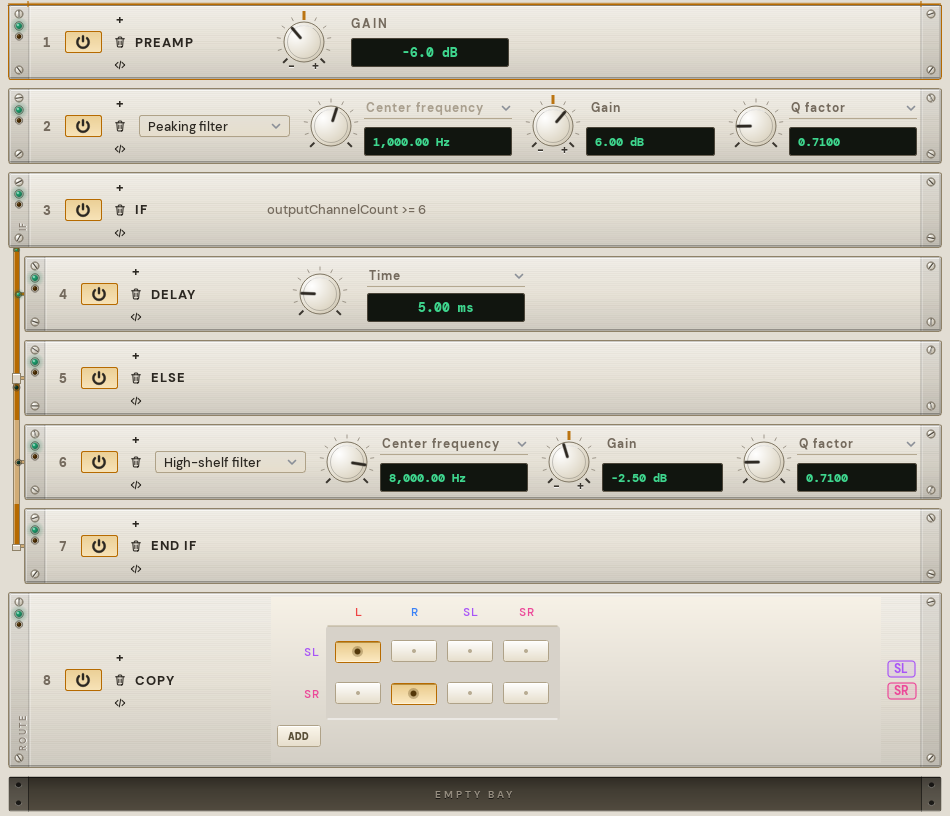 1 PREAMP GAIN -6.0 dB
- +
2 Peaking filter Center frequency 1,000.00 Hz Gain 6.00 dB Q factor 0.7100
- +
3 IF outputChannelCount >= 6
IF
4 DELAY Time 5.00 ms
5 ELSE
6 High-shelf filter Center frequency 8,000.00 Hz Gain -2.50 dB Q factor 0.7100
- +
7 END IF
L R SL SR
SL
SR
8 COPY
SL
SR
ADD
ROUTE
EMPTY BAY